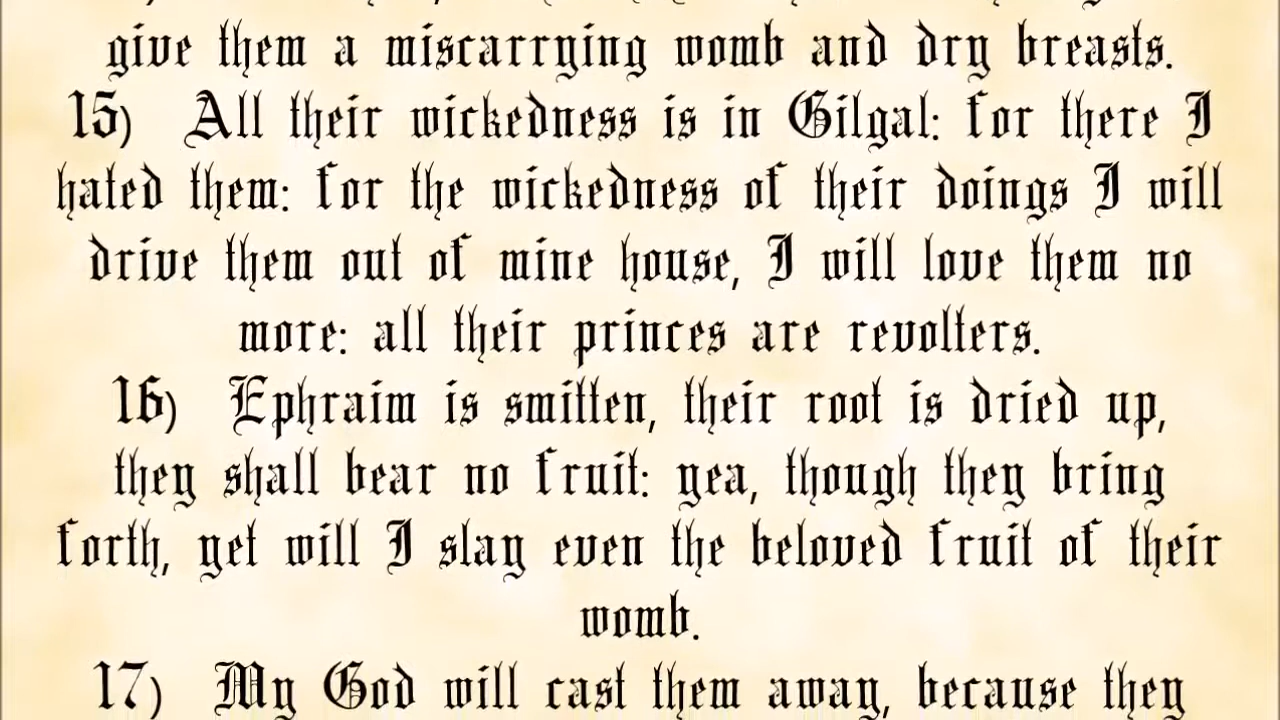 give them a miscarrying womb and dry breasts.
15) All their wickedness is in Gilgal: for there I
hated them: for the wickedness of their doings I will
drive them out of mine house, I will love them no
more: all their princes are revolters.
16) Ephraim is smitten, their root is dried up,
they shall bear no fruit: yea, though they bring
forth, yet will I slay even the beloved fruit of their
womb.
17) My God will cast them away, because they